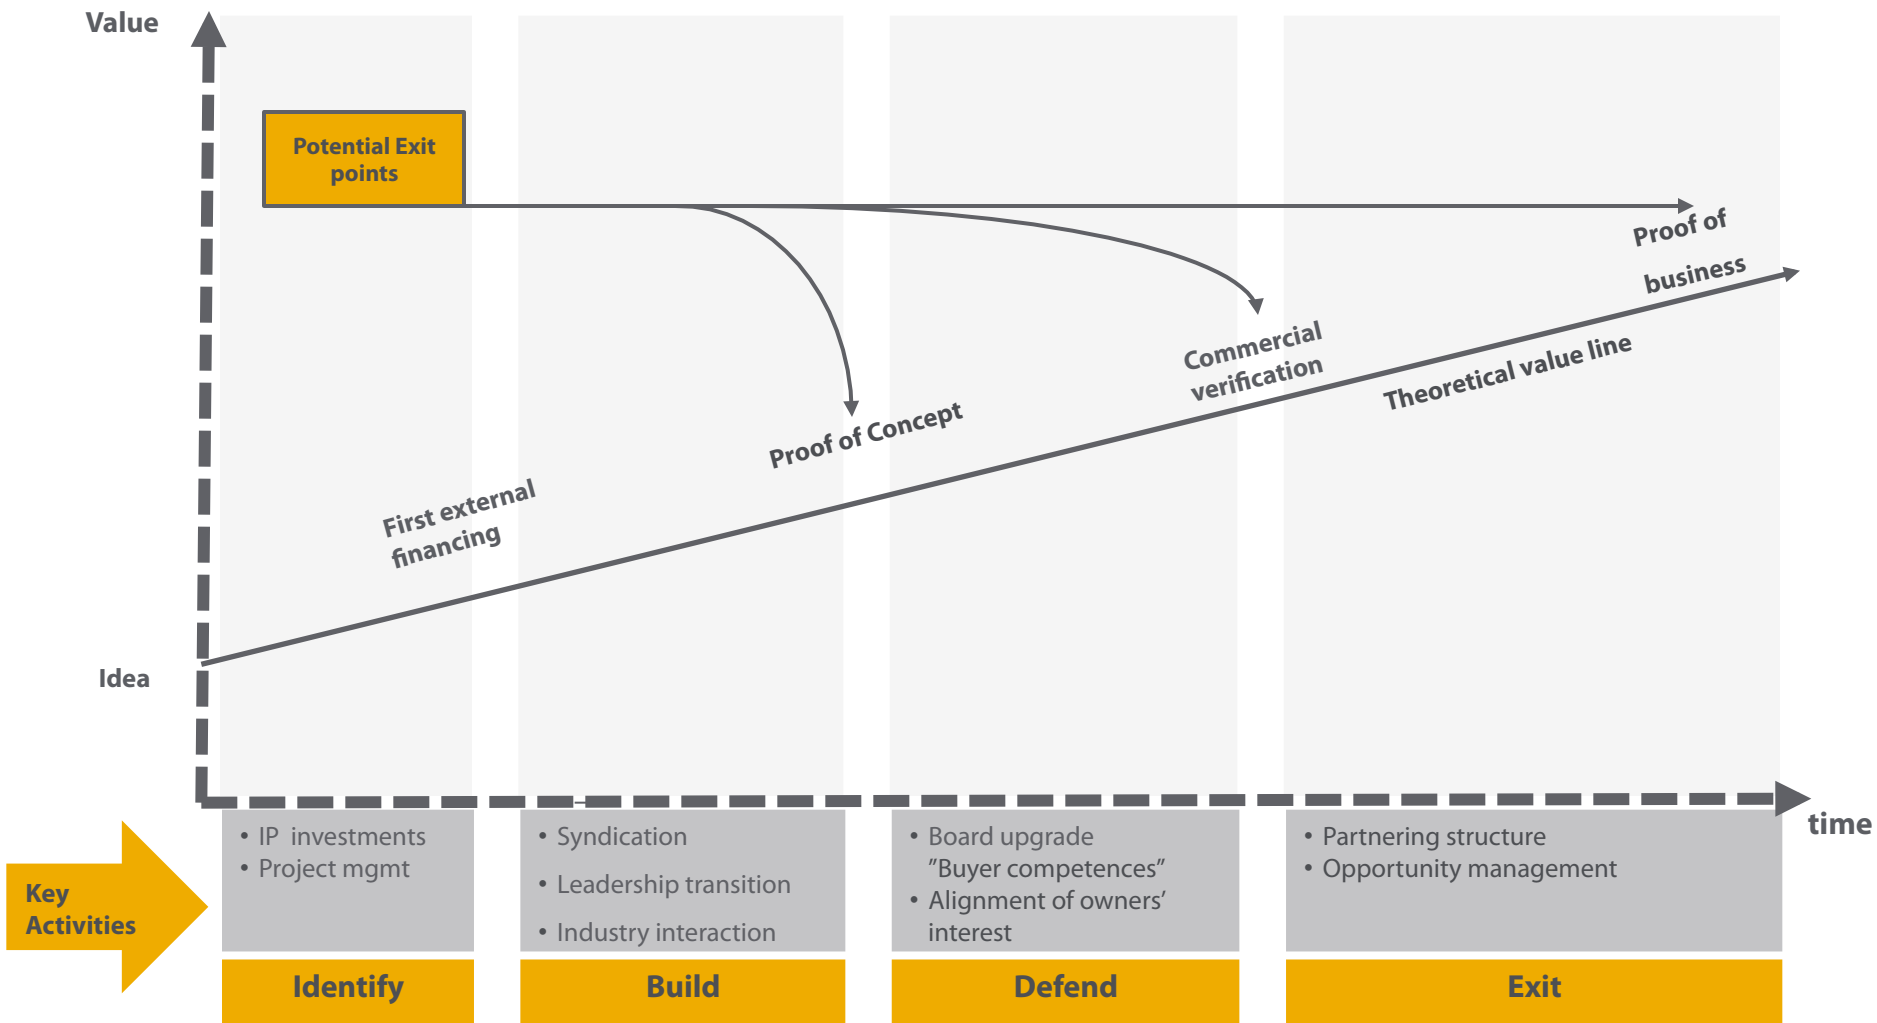 Value
Potential Exit
points
Proof of
business
Commercial
verification
Theoretical value line
Proof of Concept
First external
financing
Idea
time
Key
Activities
• IP investments
• Project mgmt
• Syndication
• Leadership transition
• Industry interaction
• Board upgrade
”Buyer competences”
• Alignment of owners’
interest
• Partnering structure
• Opportunity management
Identify
Build
Defend
Exit